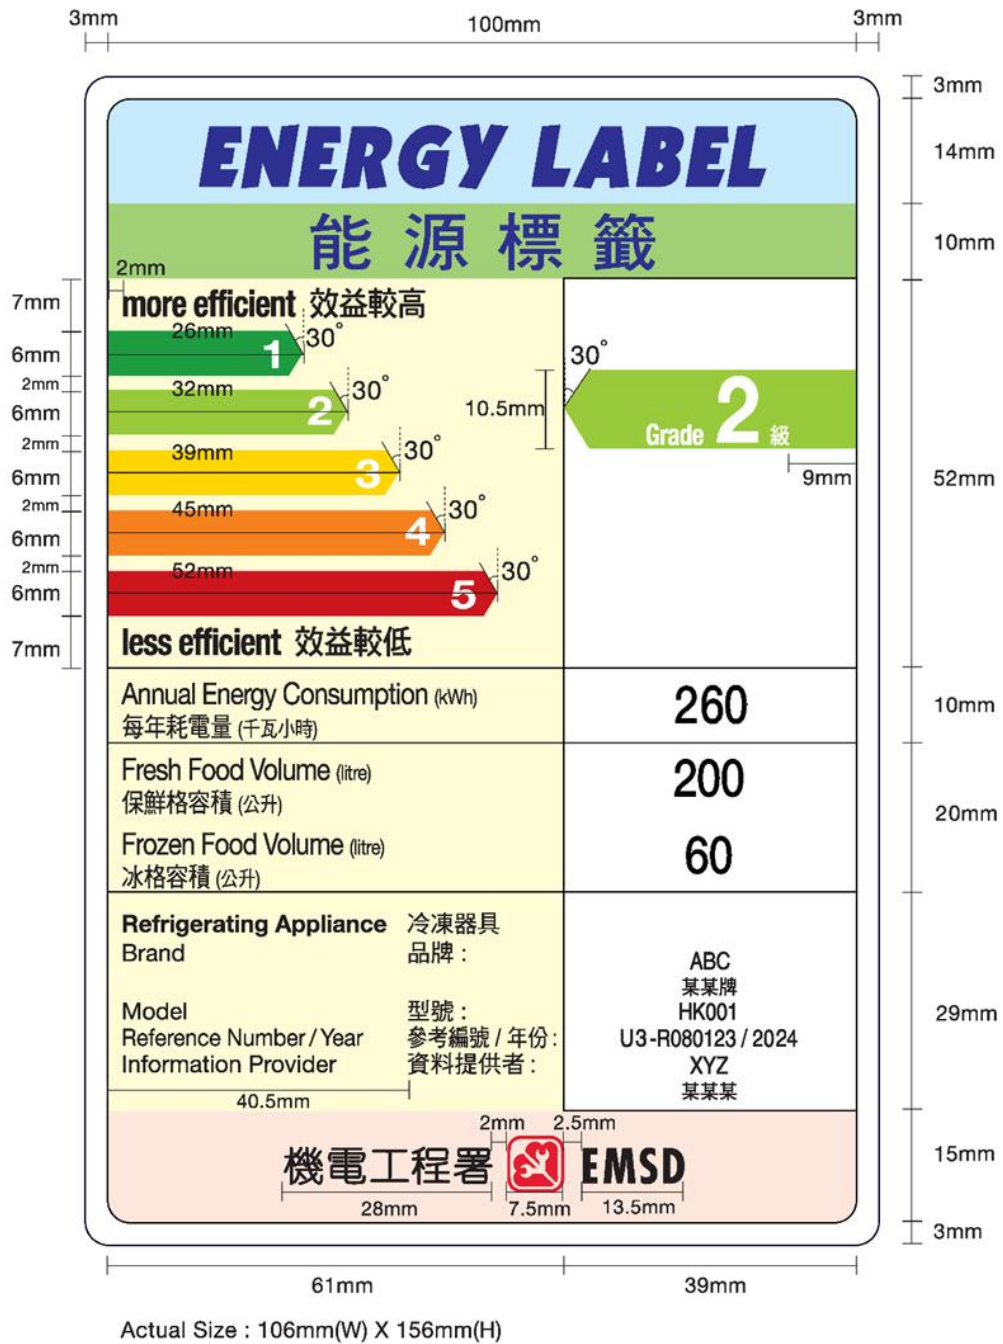 3mm 100mm 3mm
3mm
ENERGY LABEL
14mm
能源標籤
10mm
2mm
7mm
more efficient 效益較高
26mm 1 30°
6mm
2mm
32mm 2 30°
6mm
30°
10.5mm
Grade 2 級
9mm
2mm
39mm 3 30°
6mm
52mm
2mm
45mm 4 30°
6mm
2mm
52mm 5 30°
6mm
less efficient 效益較低
7mm
Annual Energy Consumption (kWh)
每年耗電量 (千瓦小時)
260
10mm
Fresh Food Volume (litre)
保鮮格容積 (公升)
200
20mm
Frozen Food Volume (litre)
冰格容積 (公升)
60
Refrigerating Appliance 冷凍器具
Brand 品牌 :
ABC
某某牌
Model 型號 :
HK001
29mm
Reference Number / Year 參考編號 / 年份 :
U3-R080123 / 2024
Information Provider 資料提供者 :
XYZ
某某某
40.5mm
2mm 2.5mm
機電工程署 EMSD
15mm
28mm 7.5mm 13.5mm
3mm
61mm 39mm
Actual Size : 106mm(W) X 156mm(H)